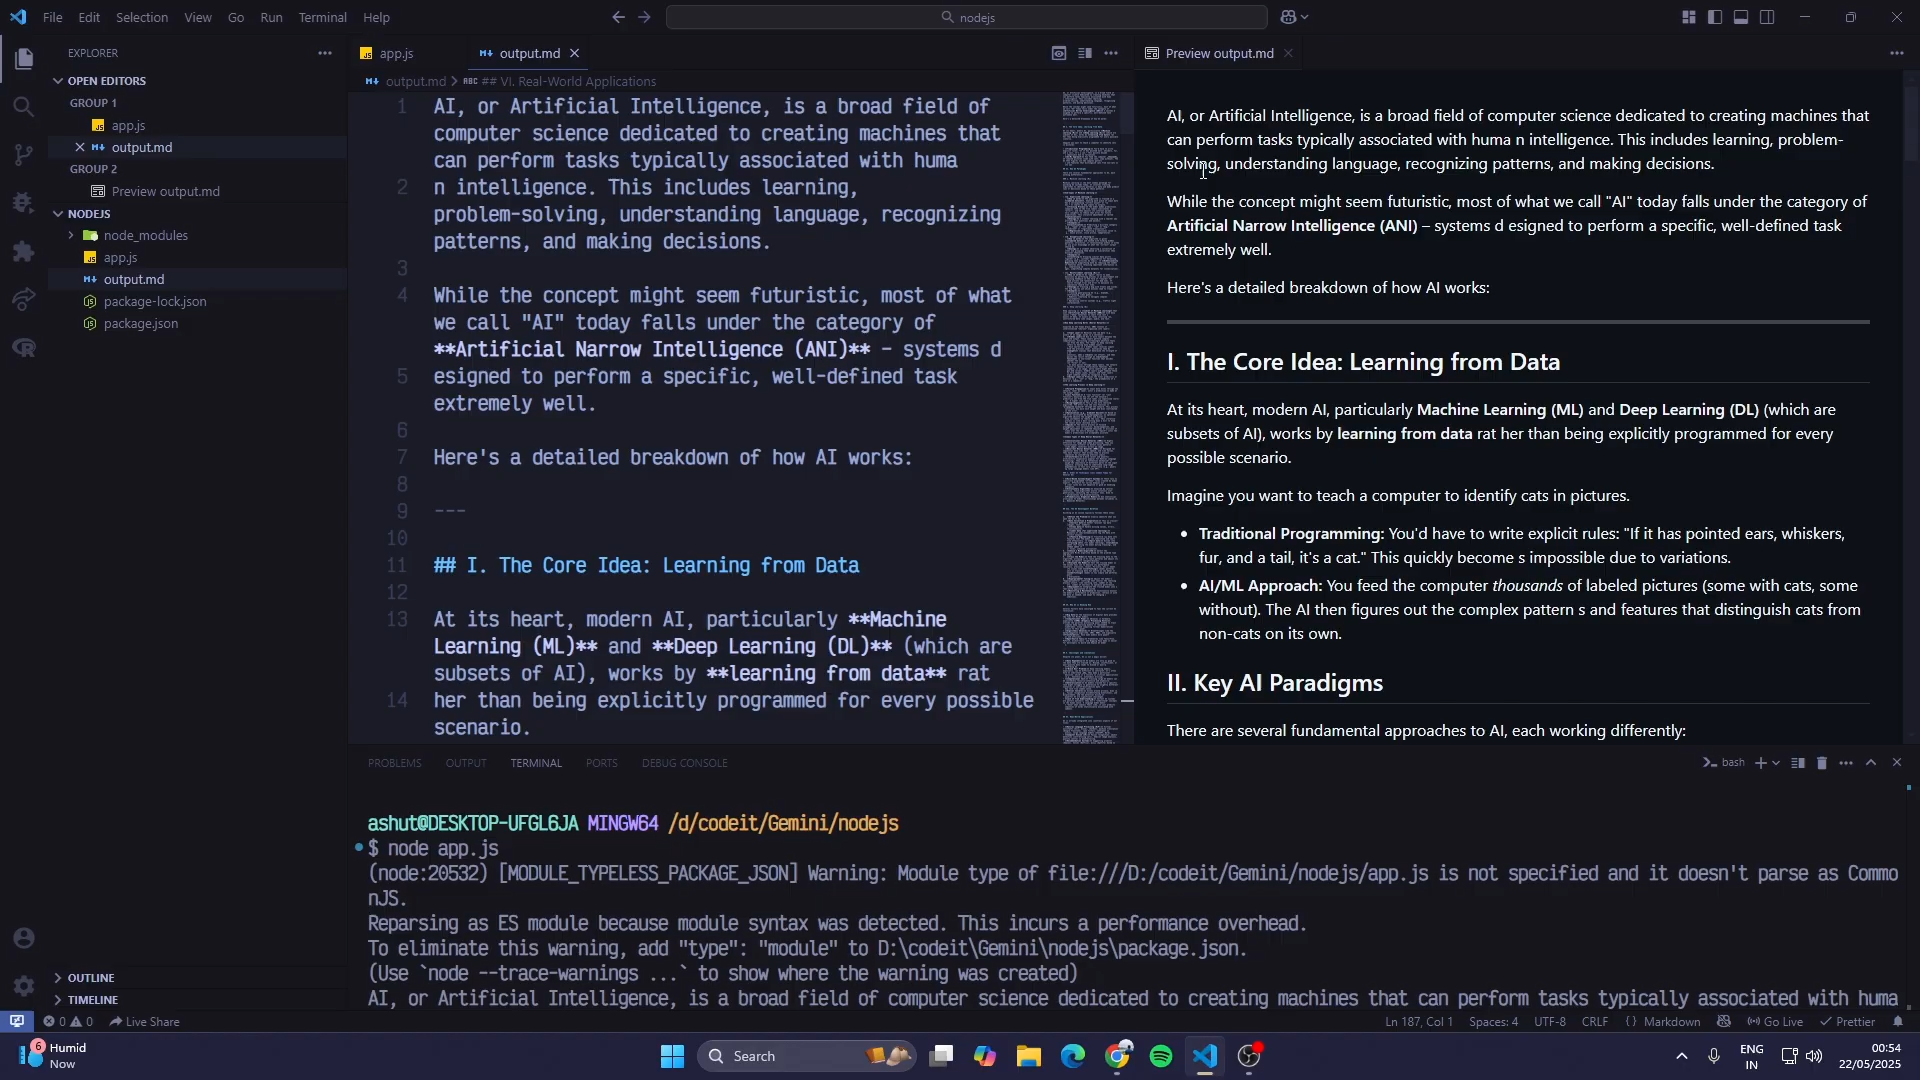 File Edit Selection View Go Run Terminal Help
nodejs
EXPLORER
OPEN EDITORS
GROUP 1
app.js
output.md
GROUP 2
Preview output.md
NODEJS
node_modules
app.js
output.md
package-lock.json
package.json
OUTLINE
TIMELINE
app.js output.md
output.md > ## VI. Real-World Applications
1 AI, or Artificial Intelligence, is a broad field of
computer science dedicated to creating machines that
can perform tasks typically associated with huma
2 n intelligence. This includes learning,
problem-solving, understanding language, recognizing
patterns, and making decisions.
3
4 While the concept might seem futuristic, most of what
we call "AI" today falls under the category of
**Artificial Narrow Intelligence (ANI)** – systems d
5 esigned to perform a specific, well-defined task
extremely well.
6
7 Here's a detailed breakdown of how AI works:
8
9 ---
10
11 ## I. The Core Idea: Learning from Data
12
13 At its heart, modern AI, particularly **Machine
Learning (ML)** and **Deep Learning (DL)** (which are
subsets of AI), works by **learning from data** rat
14 her than being explicitly programmed for every possible
scenario.
Preview output.md
AI, or Artificial Intelligence, is a broad field of computer science dedicated to creating machines that
can perform tasks typically associated with huma n intelligence. This includes learning, problem-
solving, understanding language, recognizing patterns, and making decisions.
While the concept might seem futuristic, most of what we call "AI" today falls under the category of
Artificial Narrow Intelligence (ANI) – systems d esigned to perform a specific, well-defined task
extremely well.
Here's a detailed breakdown of how AI works:
I. The Core Idea: Learning from Data
At its heart, modern AI, particularly Machine Learning (ML) and Deep Learning (DL) (which are
subsets of AI), works by learning from data rat her than being explicitly programmed for every
possible scenario.
Imagine you want to teach a computer to identify cats in pictures.
• Traditional Programming: You'd have to write explicit rules: "If it has pointed ears, whiskers,
fur, and a tail, it's a cat." This quickly become s impossible due to variations.
• AI/ML Approach: You feed the computer thousands of labeled pictures (some with cats, some
without). The AI then figures out the complex pattern s and features that distinguish cats from
non-cats on its own.
II. Key AI Paradigms
There are several fundamental approaches to AI, each working differently:
PROBLEMS OUTPUT TERMINAL PORTS DEBUG CONSOLE
bash
ashut@DESKTOP-UFGL6JA MINGW64 /d/codeit/Gemini/nodejs
$ node app.js
(node:20532) [MODULE_TYPELESS_PACKAGE_JSON] Warning: Module type of file:///D:/codeit/Gemini/nodejs/app.js is not specified and it doesn't parse as Commo
nJS.
Reparsing as ES module because module syntax was detected. This incurs a performance overhead.
To eliminate this warning, add "type": "module" to D:\codeit\Gemini\nodejs\package.json.
(Use `node --trace-warnings ...` to show where the warning was created)
AI, or Artificial Intelligence, is a broad field of computer science dedicated to creating machines that can perform tasks typically associated with huma
0 0 Live Share
Ln 187, Col 1 Spaces: 4 UTF-8 CRLF {} Markdown Go Live Prettier
6 Humid
Now
Search
ENG
IN
00:54
22/05/2025